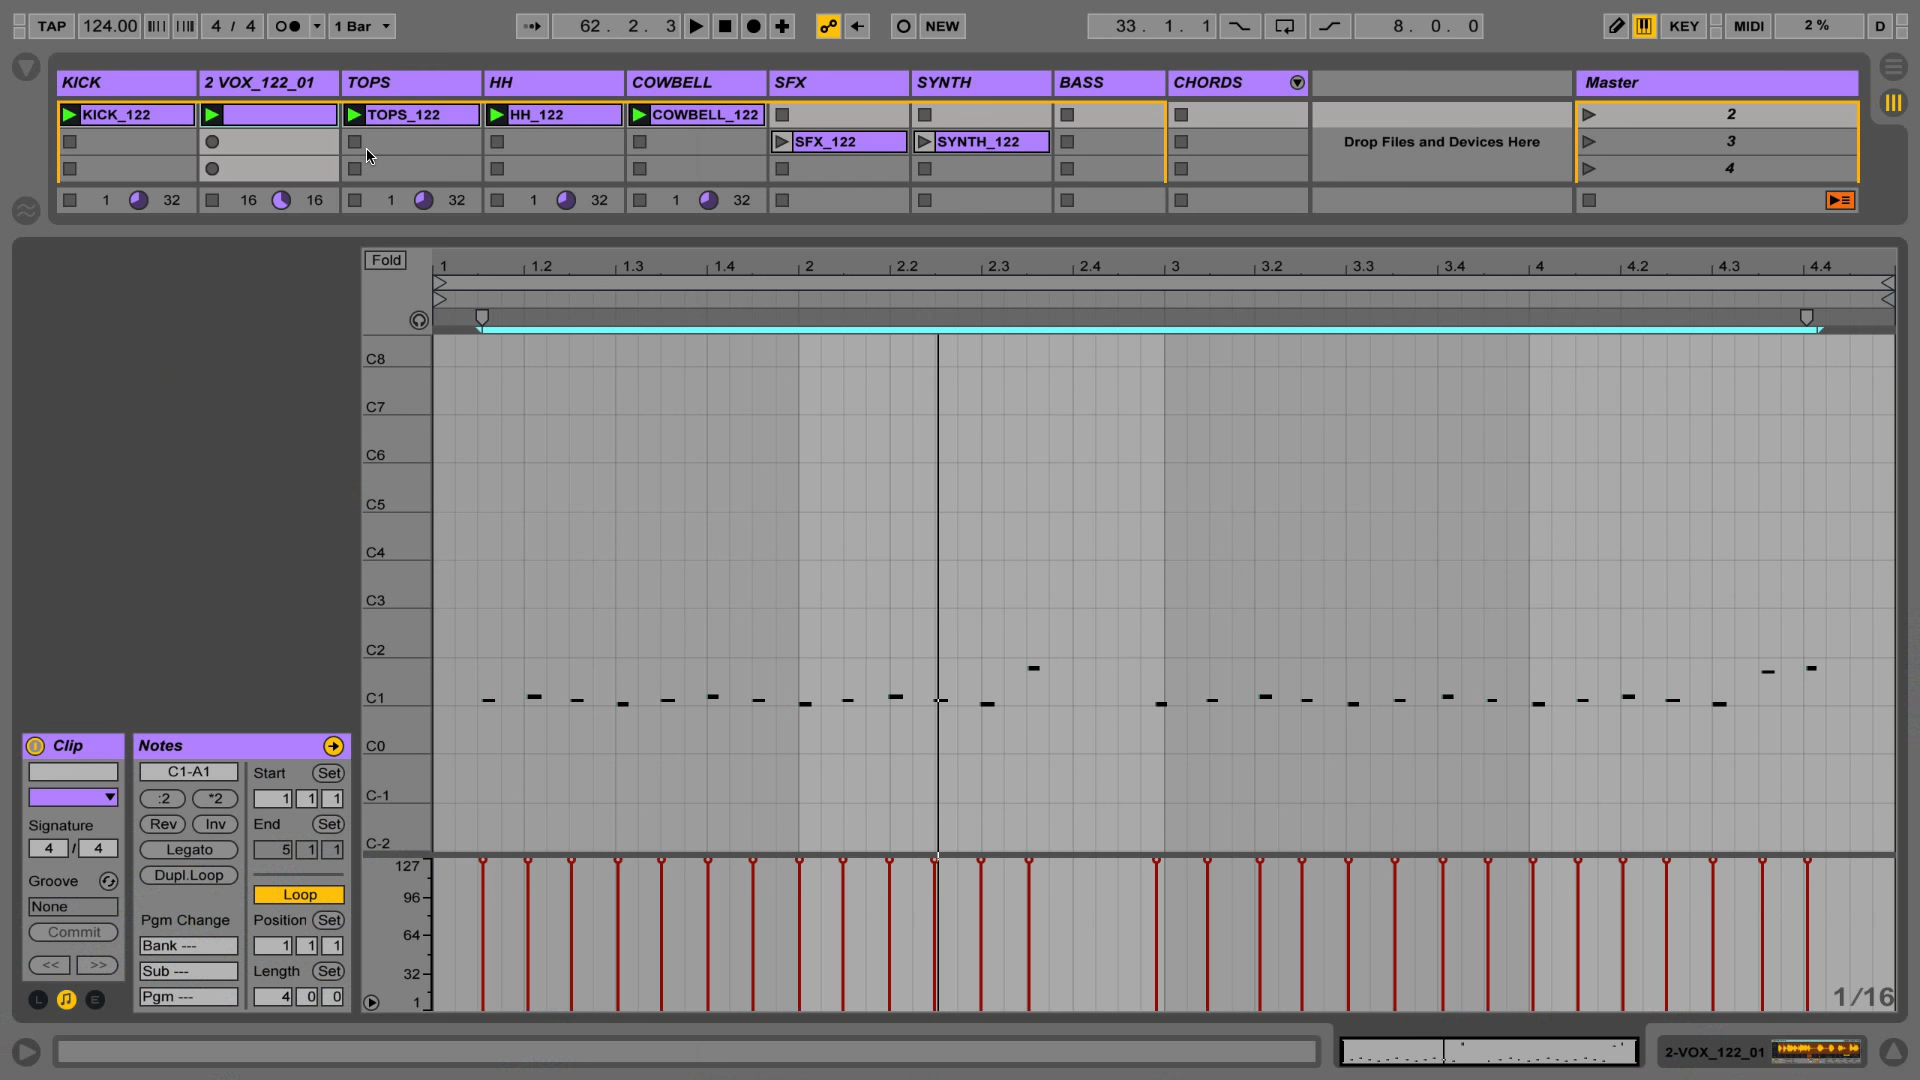 TAP 124.00 4 / 4 1 Bar 62. 2. 3 NEW 33. 1. 1 8. 0. 0 KEY MIDI 2 % D
KICK 2 VOX_122_01 TOPS HH COWBELL SFX SYNTH BASS CHORDS Master
KICK_122 TOPS_122 HH_122 COWBELL_122 2
SFX_122 SYNTH_122 Drop Files and Devices Here 3
4
1 32 16 16 1 32 1 32 1 32
Fold 1 1.2 1.3 1.4 2 2.2 2.3 2.4 3 3.2 3.3 3.4 4 4.2 4.3 4.4
C8
C7
C6
C5
C4
C3
C2
C1
C0
C-1
C-2
127
96
64
32
1
1/16
Clip
Signature
4 / 4
Groove
None
Commit
<< >>
L E
Notes
C1-A1
:2 *2
Rev Inv
Legato
Dupl.Loop
Pgm Change
Bank ---
Sub ---
Pgm ---
Start Set
1 1 1
End Set
5 1 1
Loop
Position Set
1 1 1
Length Set
4 0 0
2-VOX_122_01